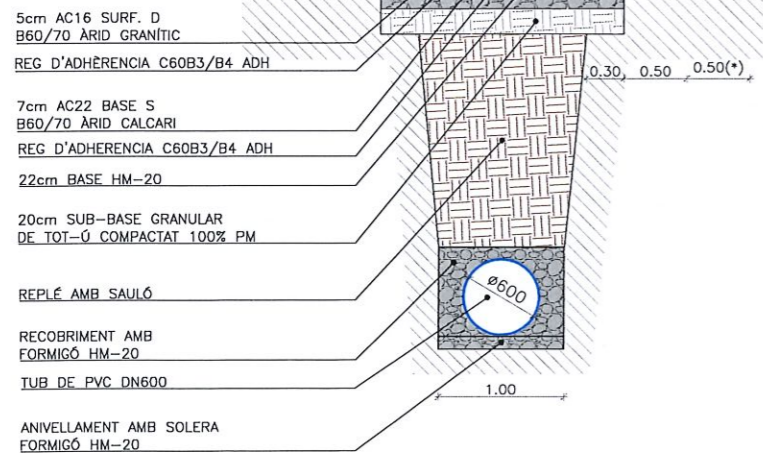 5cm AC16 SURF. D
B60/70 ÀRID GRANÍTIC
REG D'ADHÈRENCIA C60B3/B4 ADH
7cm AC22 BASE S
B60/70 ÀRID CALCARI
REG D'ADHERENCIA C60B3/B4 ADH
22cm BASE HM-20
20cm SUB-BASE GRANULAR
DE TOT-Ú COMPACTAT 100% PM
REPLÉ AMB SAULÓ
RECOBRIMENT AMB
FORMIGÓ HM-20
TUB DE PVC DN600
ANIVELLAMENT AMB SOLERA
FORMIGÓ HM-20
0.30 0.50 0.50(*)
ø600
1.00